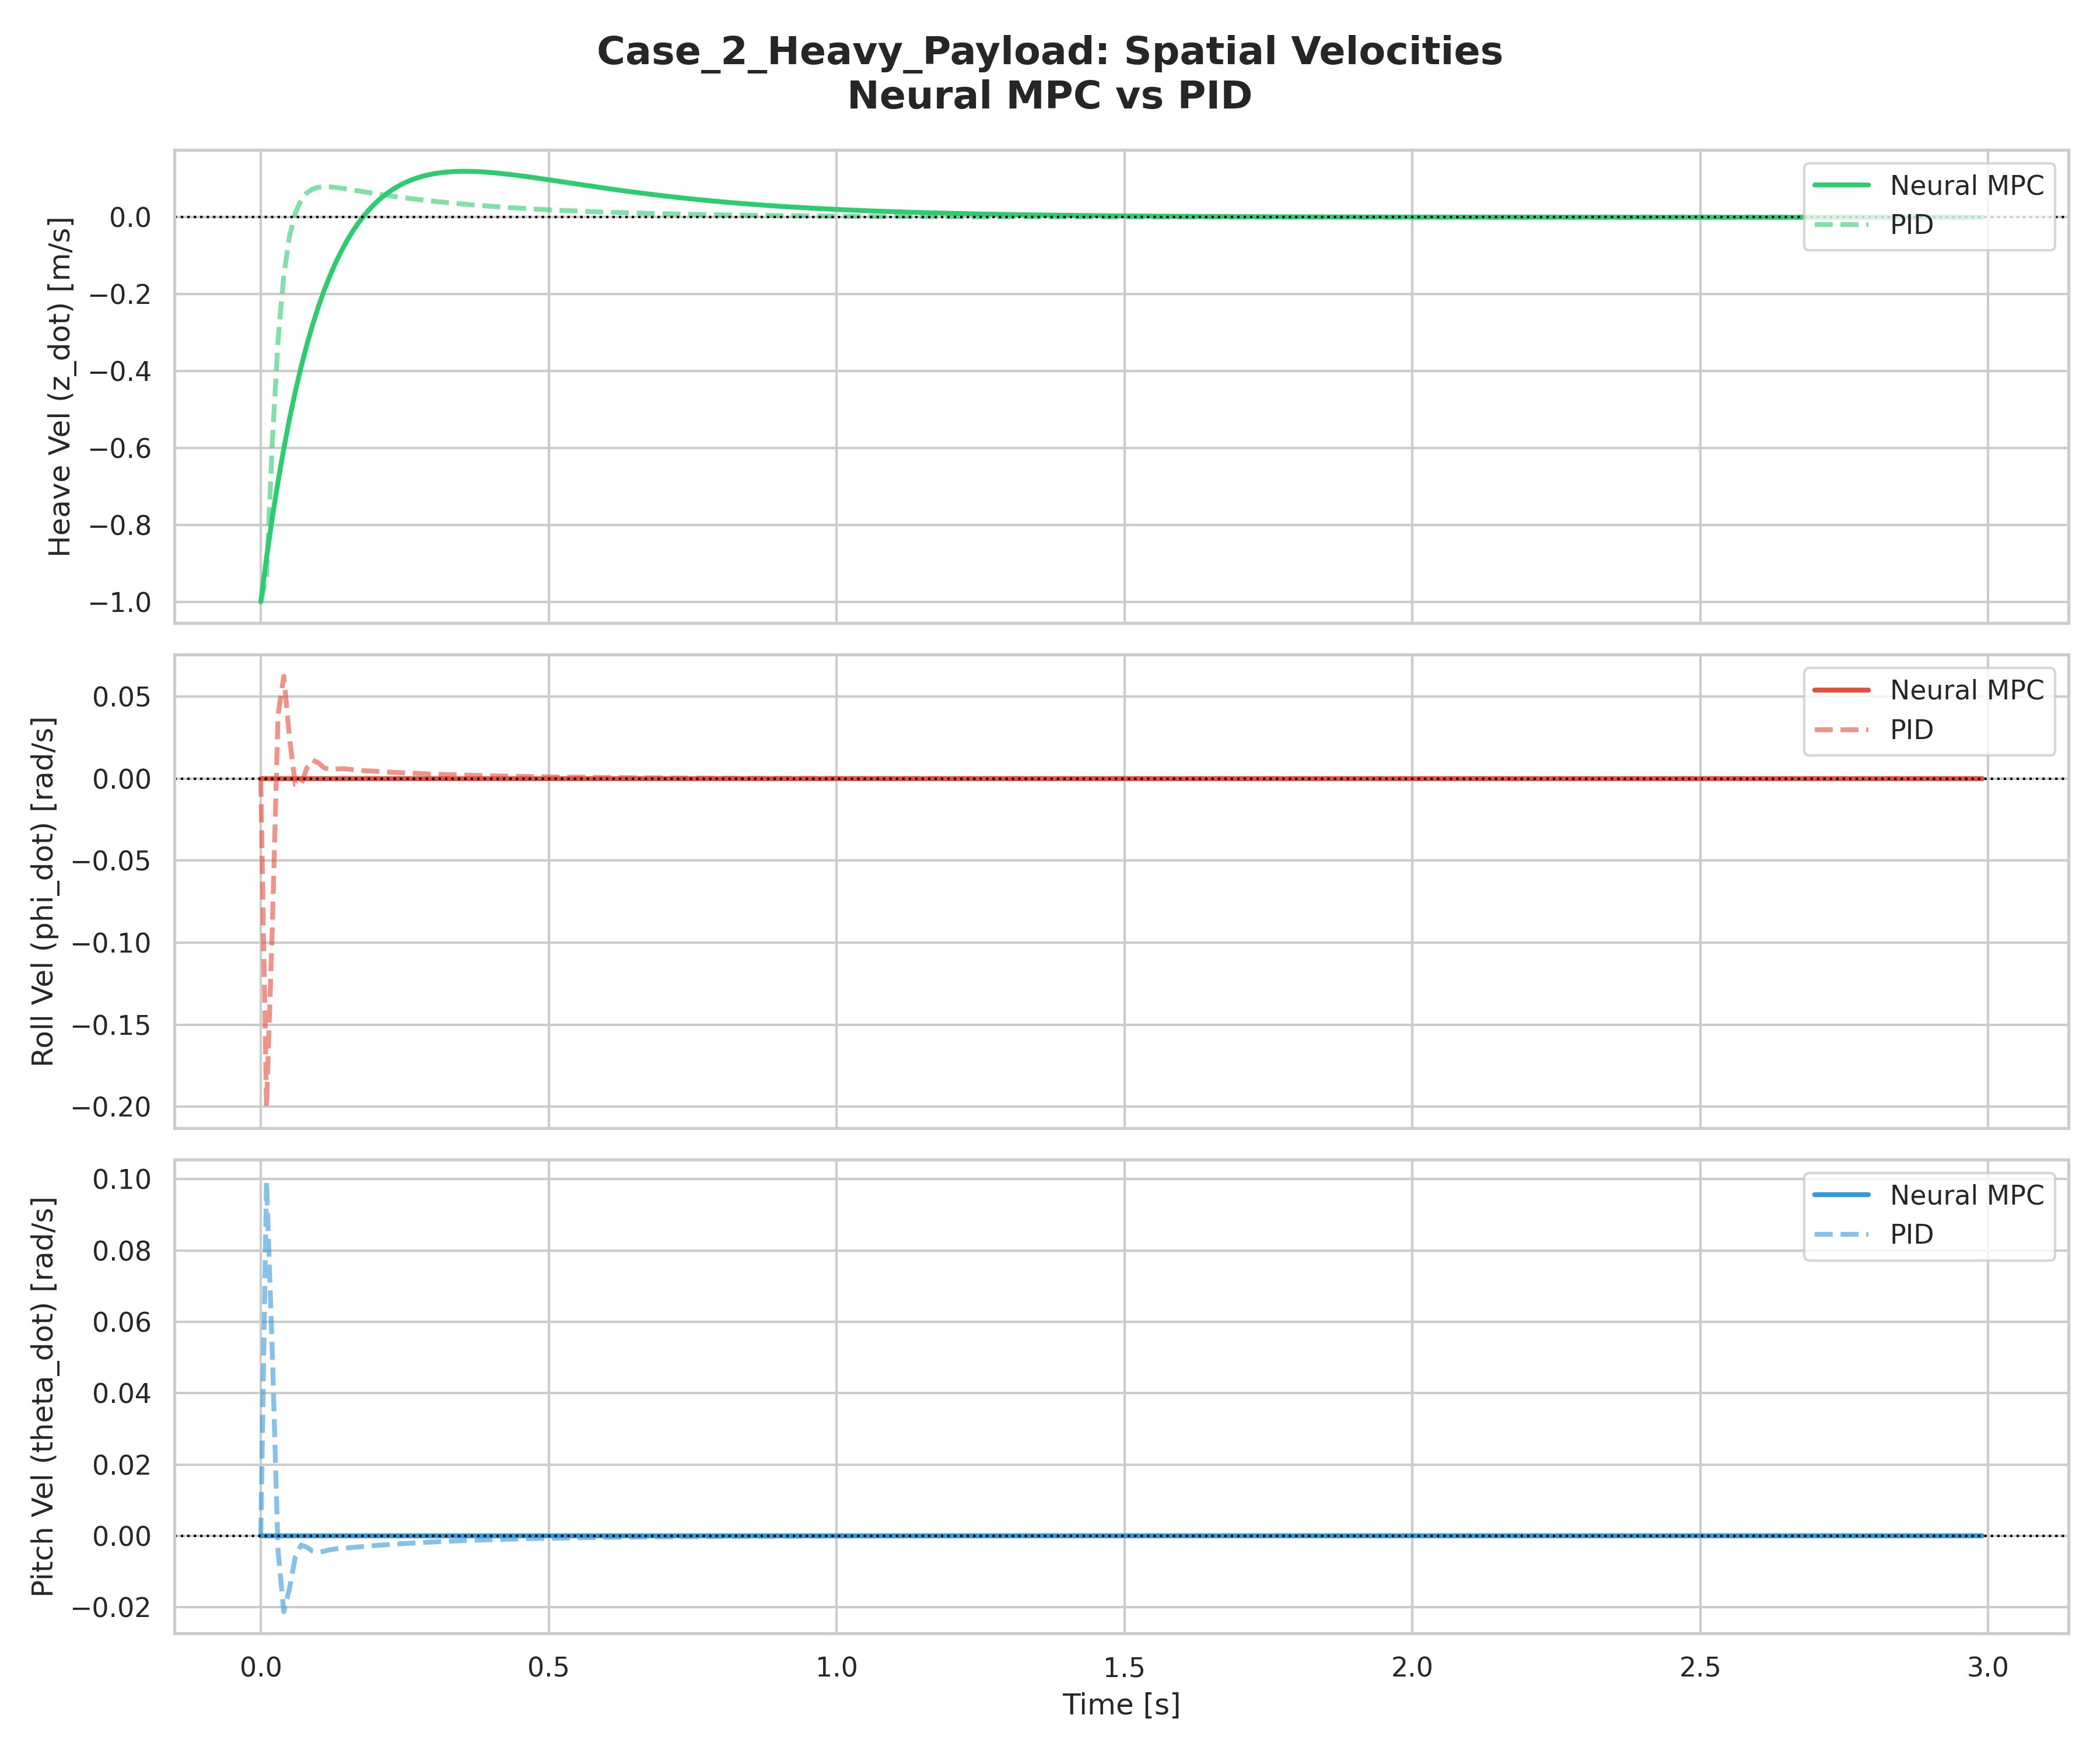 Case_2_Heavy_Payload: Spatial Velocities
Neural MPC vs PID
Heave Vel (z_dot) [m/s]
0.0
−0.2
−0.4
−0.6
−0.8
−1.0
Neural MPC
PID
Roll Vel (phi_dot) [rad/s]
0.05
0.00
−0.05
−0.10
−0.15
−0.20
Neural MPC
PID
Pitch Vel (theta_dot) [rad/s]
0.10
0.08
0.06
0.04
0.02
0.00
−0.02
Neural MPC
PID
0.0 0.5 1.0 1.5 2.0 2.5 3.0
Time [s]